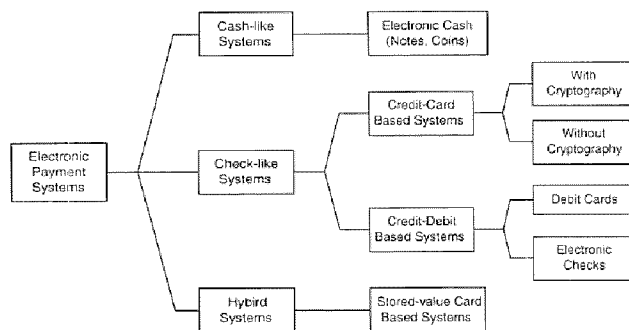 Cash-like
Systems
Electronic Cash
(Notes, Coins)
With
Cryptography
Credit-Card
Based Systems
Without
Cryptography
Electronic
Payment
Systems
Check-like
Systems
Debit Cards
Credit-Debit
Based Systems
Electronic
Checks
Hybird
Systems
Stored-value Card
Based Systems